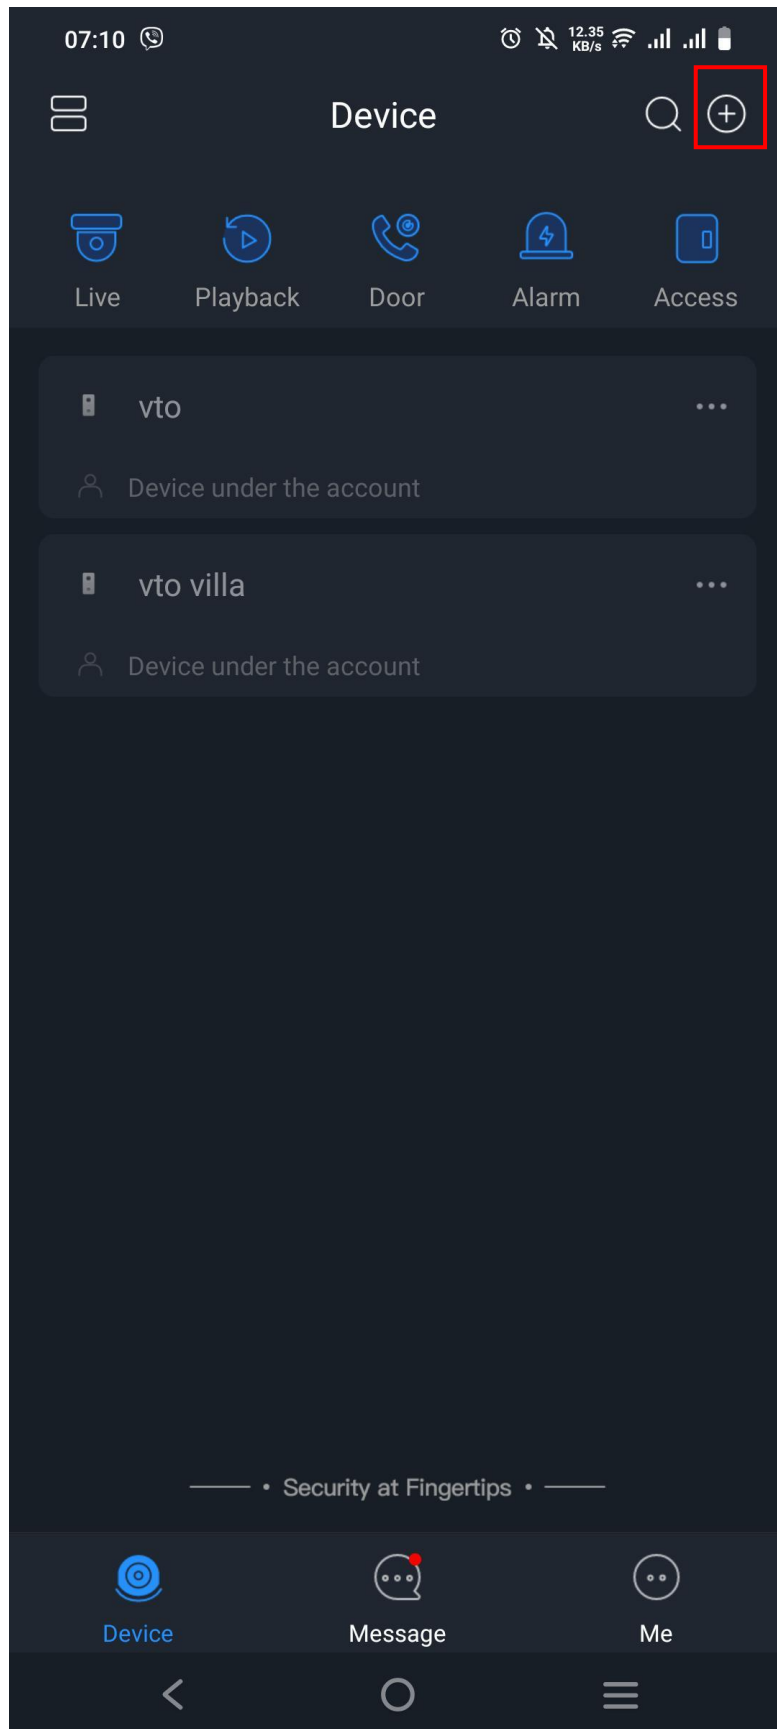 07:10 12.35
KB/s
Device
Live Playback Door Alarm Access
vto
Device under the account
vto villa
Device under the account
Security at Fingertips
Device Message Me